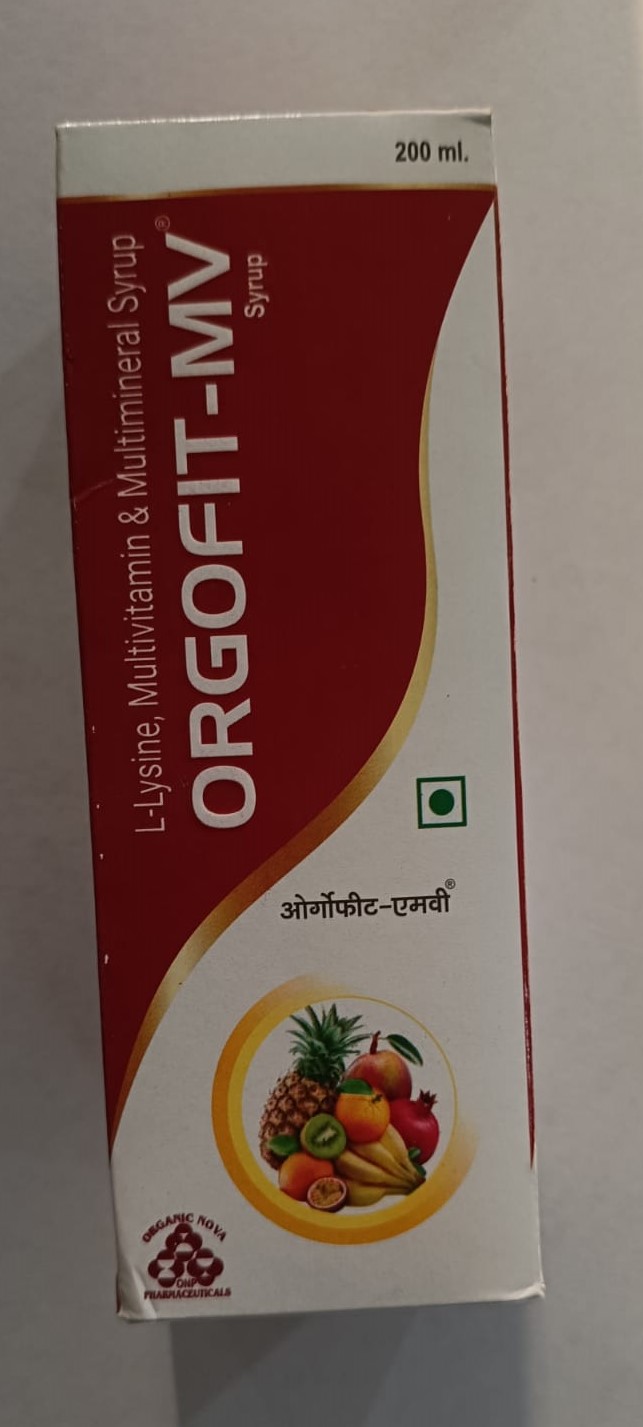 200 ml.
L-Lysine, Multivitamin & Multimineral Syrup
ORGOFIT-MV®
Syrup
ओर्गोफीट-एमवी®
ORGANIC NOVA
ONP
PHARMACEUTICALS